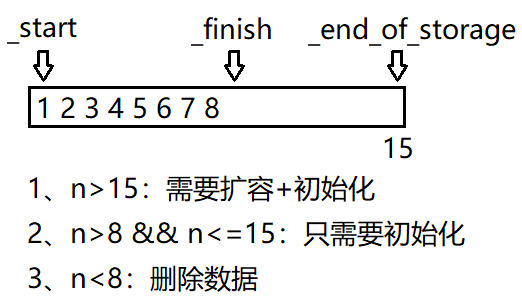 _start _finish _end_of_storage
1 2 3 4 5 6 7 8
15
1、n>15：需要扩容+初始化
2、n>8 && n<=15：只需要初始化
3、n<8：删除数据